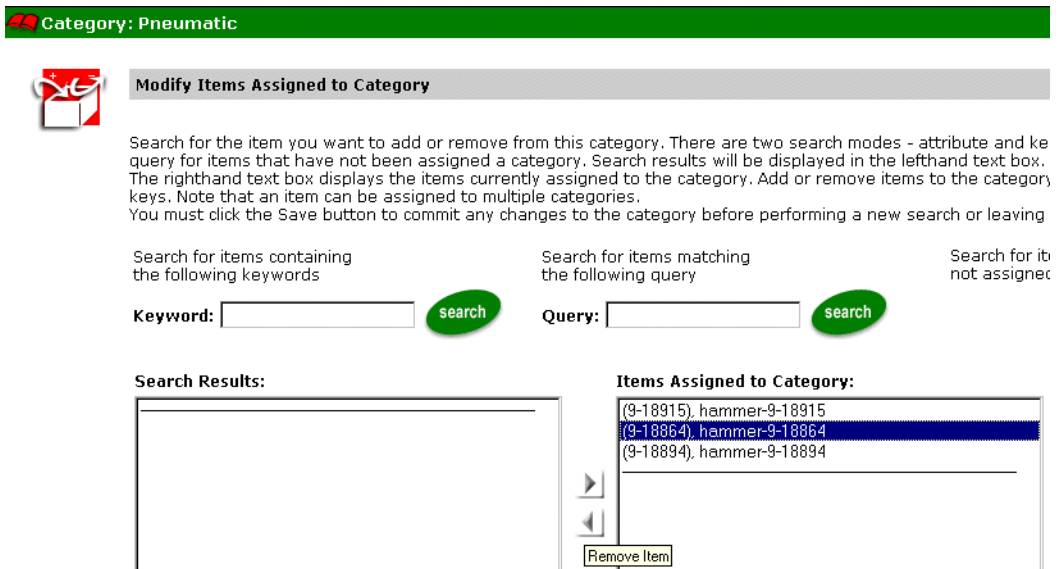 Category: Pneumatic
Modify Items Assigned to Category
Search for the item you want to add or remove from this category. There are two search modes - attribute and ke
query for items that have not been assigned a category. Search results will be displayed in the lefthand text box.
The righthand text box displays the items currently assigned to the category. Add or remove items to the category
keys. Note that an item can be assigned to multiple categories.
You must click the Save button to commit any changes to the category before performing a new search or leaving
Search for items containing
the following keywords
Keyword:
search
Search for items matching
the following query
Query:
search
Search for ite
not assigned
Search Results:
Items Assigned to Category:
(9-18915), hammer-9-18915
(9-18864), hammer-9-18864
(9-18894), hammer-9-18894
Remove Item